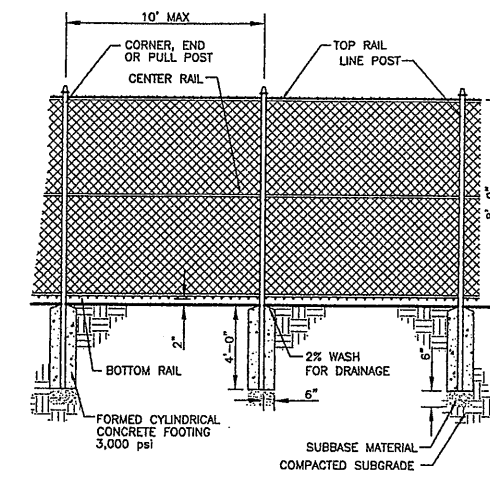 10' MAX
CORNER, END
OR PULL POST
CENTER RAIL
TOP RAIL
LINE POST
2"
4'-0"
6"
BOTTOM RAIL
2% WASH
FOR DRAINAGE
6"
FORMED CYLINDRICAL
CONCRETE FOOTING
3,000 psi
SUBBASE MATERIAL
COMPACTED SUBGRADE